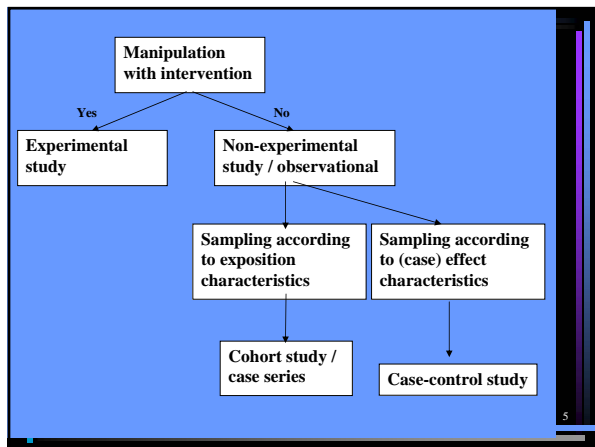 Manipulation
with intervention
Yes
No
Experimental
study
Non-experimental
study / observational
Sampling according
to exposition
characteristics
Sampling according
to (case) effect
characteristics
Cohort study /
case series
Case-control study
5